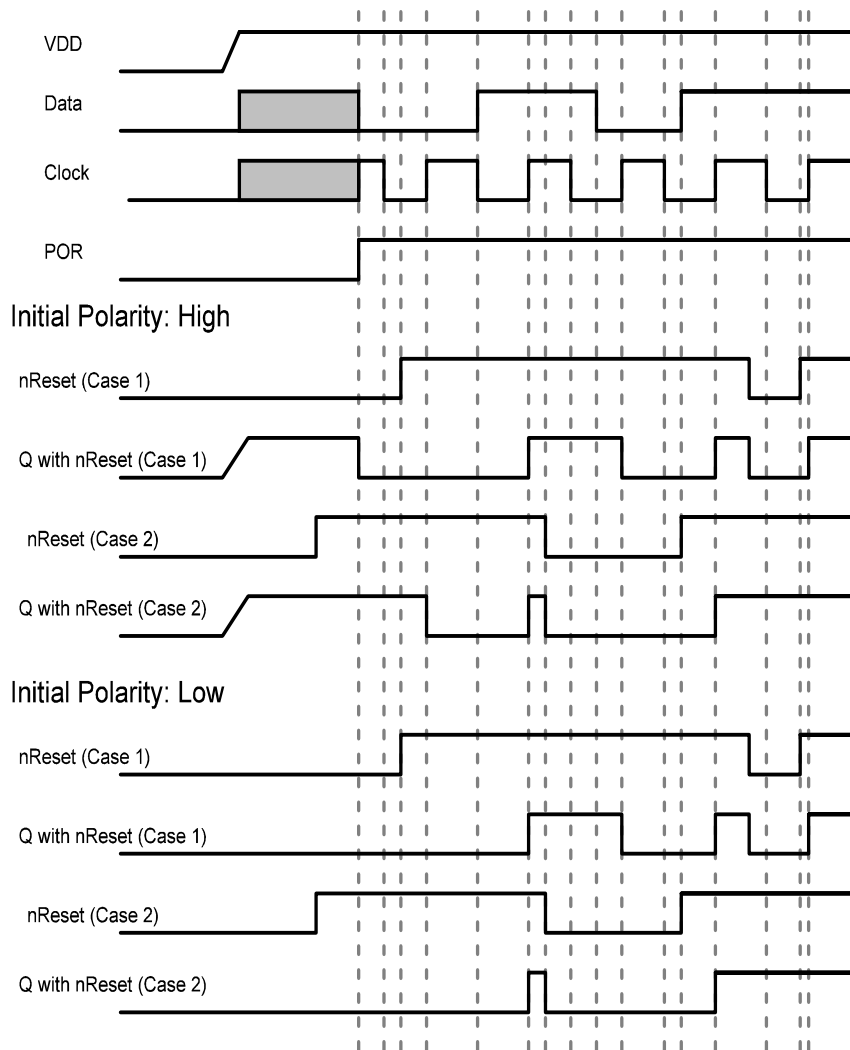 VDD
Data
Clock
POR
Initial Polarity: High
nReset (Case 1)
Q with nReset (Case 1)
nReset (Case 2)
Q with nReset (Case 2)
Initial Polarity: Low
nReset (Case 1)
Q with nReset (Case 1)
nReset (Case 2)
Q with nReset (Case 2)